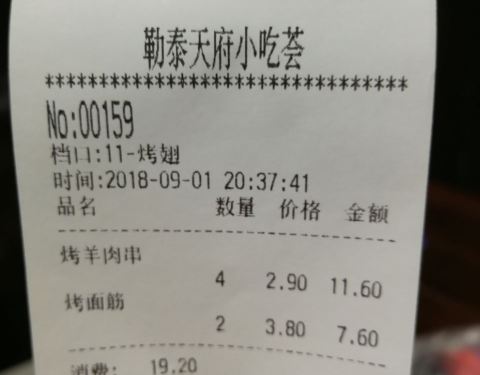 勒泰天府小吃荟
************************************
No:00159
档口:11-烤翅
时间:2018-09-01 20:37:41
品名 数量 价格 金额
烤羊肉串
4 2.90 11.60
烤面筋
2 3.80 7.60
消费: 19.20